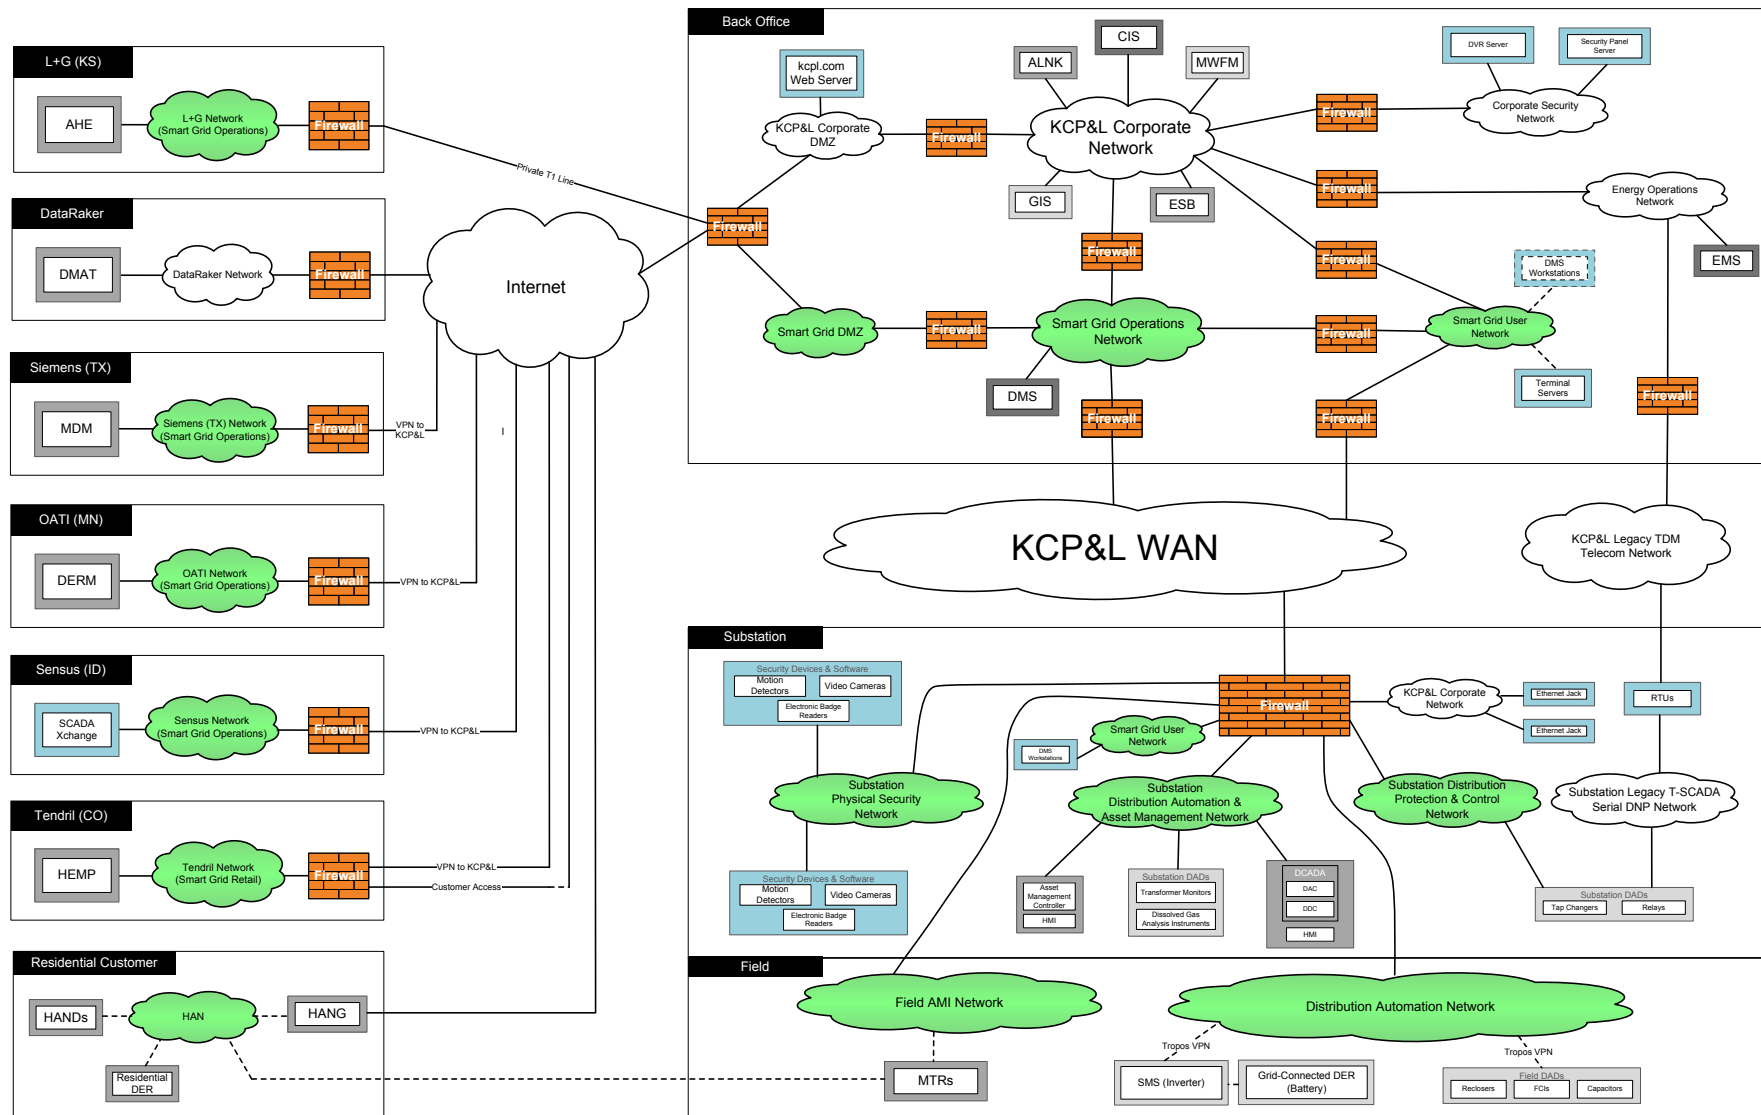 L+G (KS)
AHE
L+G Network
(Smart Grid Operations)
Firewall
Private T1 Line
DataRaker
DMAT
DataRaker Network
Firewall
Siemens (TX)
MDM
Siemens (TX) Network
(Smart Grid Operations)
Firewall
VPN to
KCP&L
OATI (MN)
DERM
OATI Network
(Smart Grid Operations)
Firewall
VPN to KCP&L
Sensus (ID)
SCADA
Xchange
Sensus Network
(Smart Grid Operations)
Firewall
VPN to KCP&L
Tendril (CO)
HEMP
Tendril Network
(Smart Grid Retail)
Firewall
VPN to KCP&L
Customer Access
Residential Customer
HANDs
HAN
HANG
Residential
DER
Internet
I
Back Office
kcpl.com
Web Server
KCP&L Corporate
DMZ
Firewall
Firewall
ALNK
CIS
MWFM
KCP&L Corporate
Network
GIS
ESB
Firewall
DVR Server
Security Panel
Server
Corporate Security
Network
Firewall
Firewall
Energy Operations
Network
EMS
Firewall
DMS
Workstations
Smart Grid DMZ
Firewall
Smart Grid Operations
Network
Firewall
Smart Grid User
Network
DMS
Firewall
Firewall
Terminal
Servers
Firewall
KCP&L WAN
KCP&L Legacy TDM
Telecom Network
Substation
Security Devices & Software
Motion
Detectors
Video Cameras
Electronic Badge
Readers
Firewall
KCP&L Corporate
Network
Ethernet Jack
Ethernet Jack
RTUs
Smart Grid User
Network
DMS
Workstations
Substation
Physical Security
Network
Substation
Distribution Automation &
Asset Management Network
Substation Distribution
Protection & Control
Network
Substation Legacy T-SCADA
Serial DNP Network
Security Devices & Software
Motion
Detectors
Video Cameras
Electronic Badge
Readers
Asset
Management
Controller
HMI
Substation DADs
Transformer Monitors
Dissolved Gas
Analysis Instruments
DCADA
DAC
DDC
HMI
Substation DADs
Tap Changers
Relays
Field
Field AMI Network
Distribution Automation Network
MTRs
Tropos VPN
SMS (Inverter)
Grid-Connected DER
(Battery)
Tropos VPN
Field DADs
Reclosers
FCIs
Capacitors